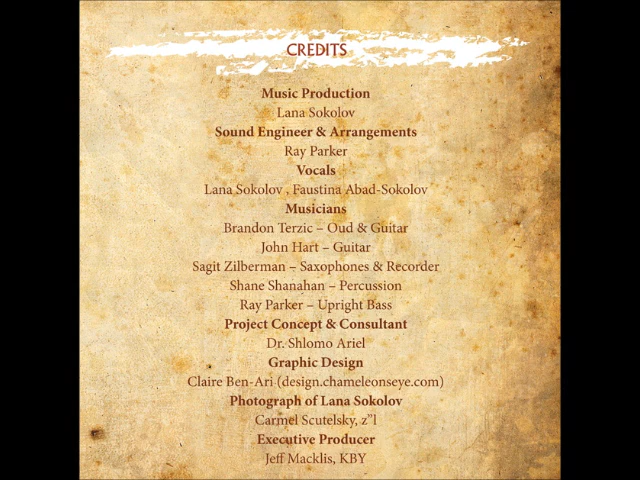 CREDITS
Music Production
Lana Sokolov
Sound Engineer & Arrangements
Ray Parker
Vocals
Lana Sokolov . Faustina Abad-Sokolov
Musicians
Brandon Terzic – Oud & Guitar
John Hart – Guitar
Sagit Zilberman – Saxophones & Recorder
Shane Shanahan – Percussion
Ray Parker – Upright Bass
Project Concept & Consultant
Dr. Shlomo Ariel
Graphic Design
Claire Ben-Ari (design.chameleonseye.com)
Photograph of Lana Sokolov
Carmel Scutelsky, z”l
Executive Producer
Jeff Macklis, KBY